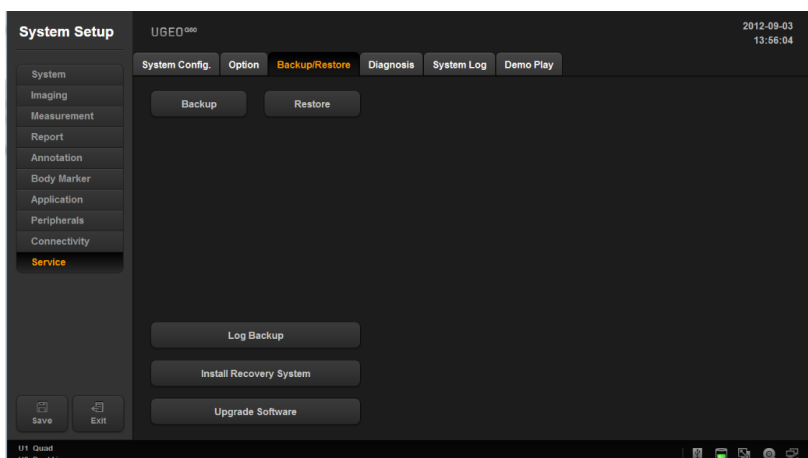 System Setup
UGEO G60
2012-09-03
13:56:04
System Config.
Option
Backup/Restore
Diagnosis
System Log
Demo Play
System
Imaging
Measurement
Report
Annotation
Body Marker
Application
Peripherals
Connectivity
Service
Backup
Restore
Log Backup
Install Recovery System
Upgrade Software
Save
Exit
U1 Quad